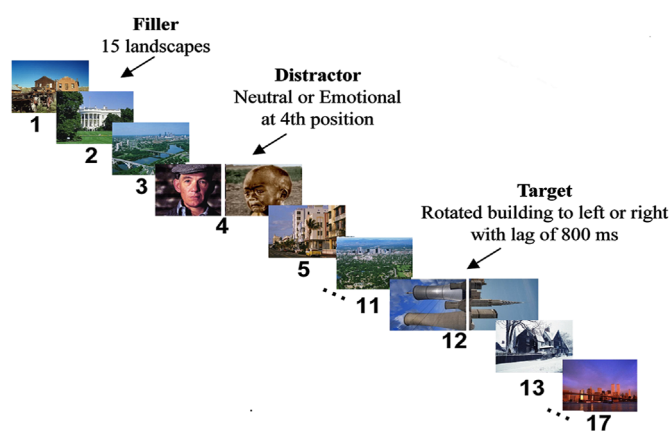 Filler
15 landscapes
Distractor
Neutral or Emotional
at 4th position
Target
Rotated building to left or right
with lag of 800 ms
1
2
3
4
5
11
12
13
17